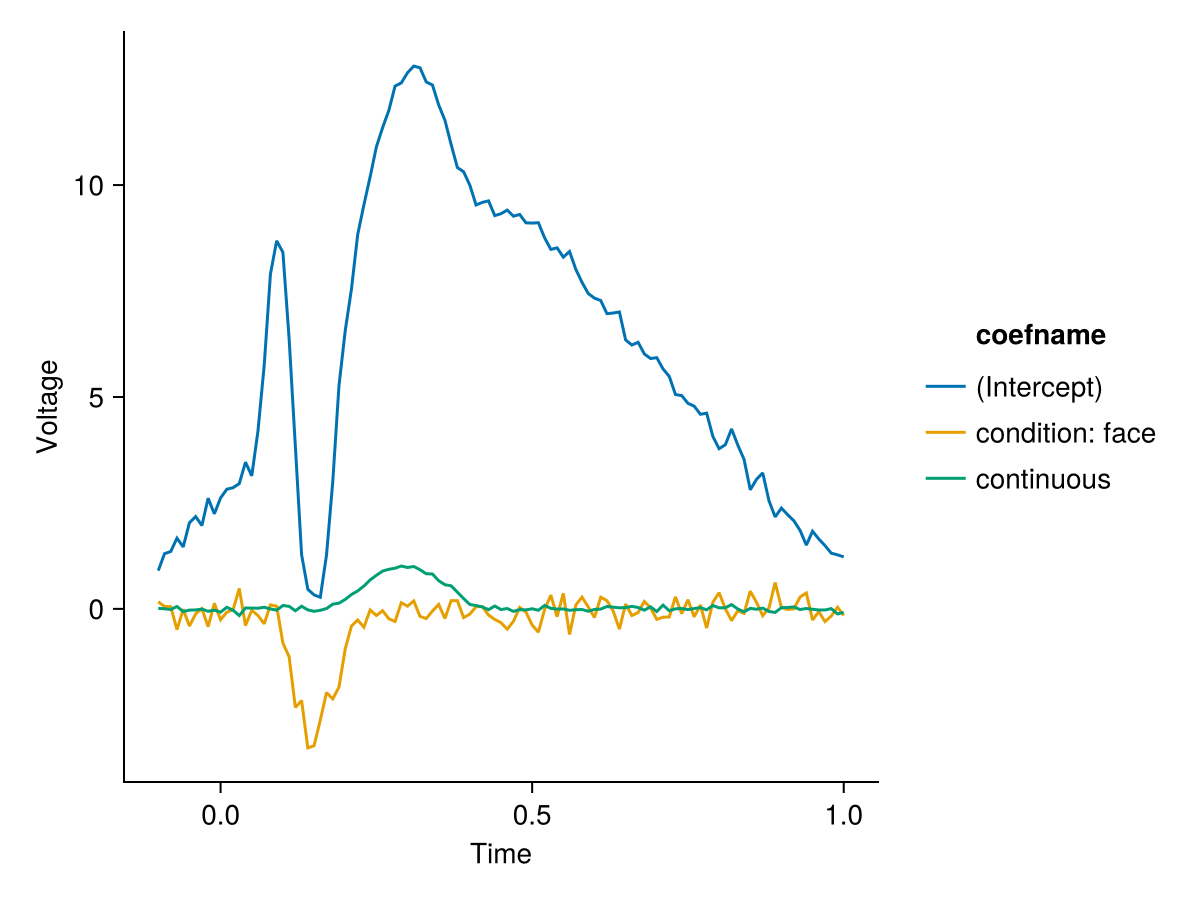 10
5
0
Voltage
0.0
0.5
1.0
Time
coefname
(Intercept)
condition: face
continuous